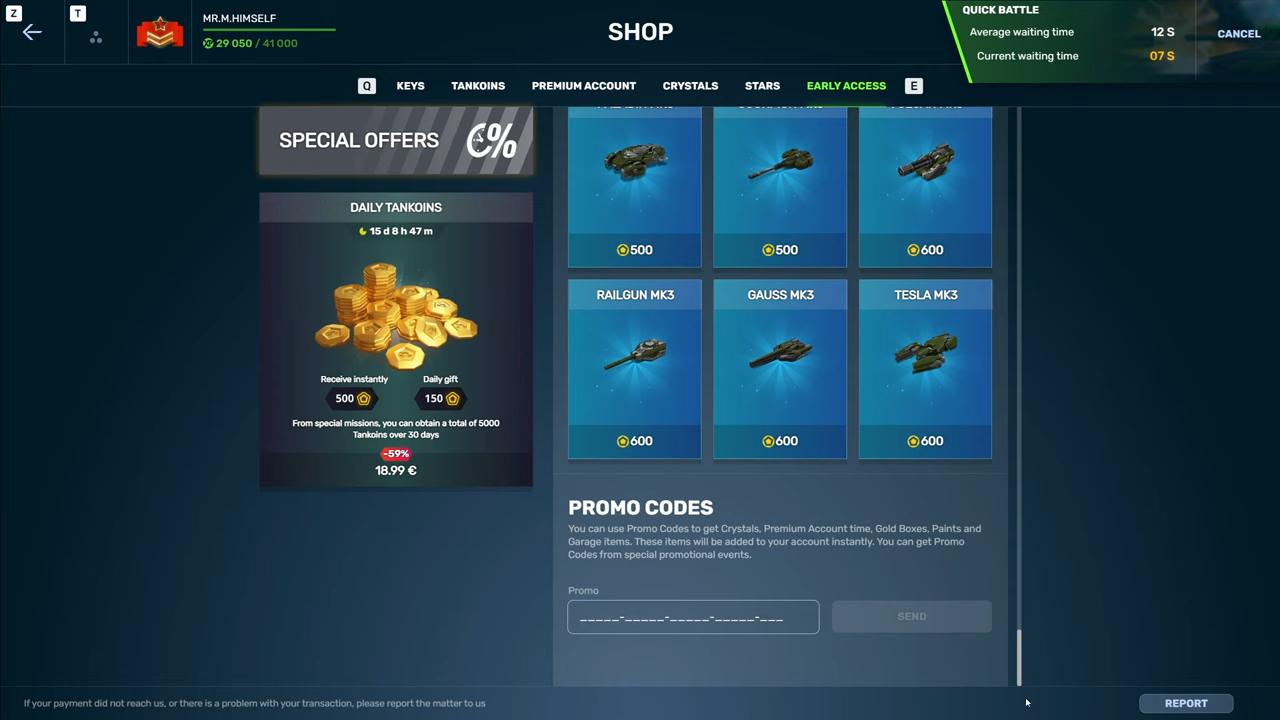 Z
T
MR.M.HIMSELF
29 050 / 41 000
SHOP
QUICK BATTLE
Average waiting time 12 S
Current waiting time 07 S
CANCEL
Q KEYS TANKOINS PREMIUM ACCOUNT CRYSTALS STARS EARLY ACCESS E
SPECIAL OFFERS %
500 500 600
DAILY TANKOINS
15 d 8 h 47 m
RAILGUN MK3 GAUSS MK3 TESLA MK3
Receive instantly Daily gift
500 150
From special missions, you can obtain a total of 5000
Tankoins over 30 days
-59%
18.99 €
600 600 600
PROMO CODES
You can use Promo Codes to get Crystals, Premium Account time, Gold Boxes, Paints and
Garage items. These items will be added to your account instantly. You can get Promo
Codes from special promotional events.
Promo
_____-_____-_____-_____-___
SEND
If your payment did not reach us, or there is a problem with your transaction, please report the matter to us
REPORT